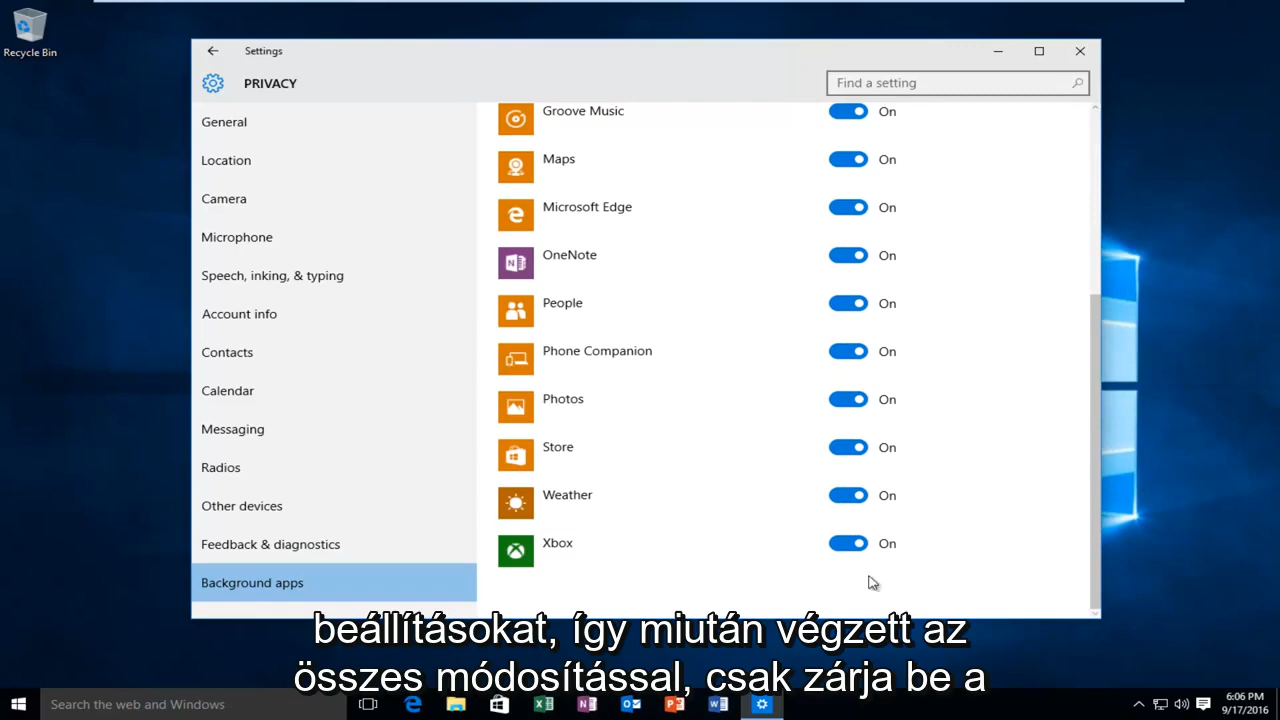 Recycle Bin
Settings
PRIVACY
Find a setting
General
Location
Camera
Microphone
Speech, inking, & typing
Account info
Contacts
Calendar
Messaging
Radios
Other devices
Feedback & diagnostics
Background apps
Groove Music On
Maps On
Microsoft Edge On
OneNote On
People On
Phone Companion On
Photos On
Store On
Weather On
Xbox On
beállításokat, így miután végzett az
összes módosítással, csak zárja be a
Search the web and Windows
6:06 PM
9/17/2016